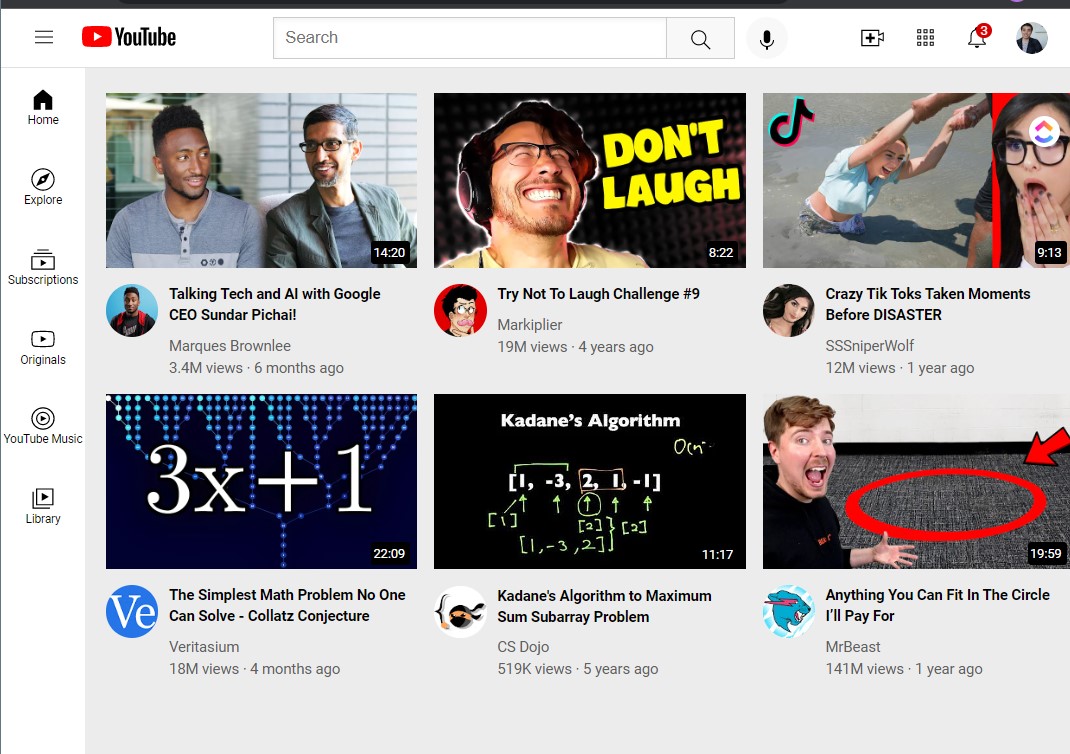 YouTube
Search
3
Home
Explore
Subscriptions
Originals
YouTube Music
Library
14:20
Talking Tech and AI with Google
CEO Sundar Pichai!
Marques Brownlee
3.4M views · 6 months ago
DON'T
LAUGH
8:22
Try Not To Laugh Challenge #9
Markiplier
19M views · 4 years ago
9:13
Crazy Tik Toks Taken Moments
Before DISASTER
SSSniperWolf
12M views · 1 year ago
3x+1
22:09
Ve
The Simplest Math Problem No One
Can Solve - Collatz Conjecture
Veritasium
18M views · 4 months ago
Kadane's Algorithm
[1, -3, 2, 1, -1]
[1]
[2]
[2]
[1, -3, 2]
11:17
Kadane's Algorithm to Maximum
Sum Subarray Problem
CS Dojo
519K views · 5 years ago
19:59
Anything You Can Fit In The Circle
I’ll Pay For
MrBeast
141M views · 1 year ago